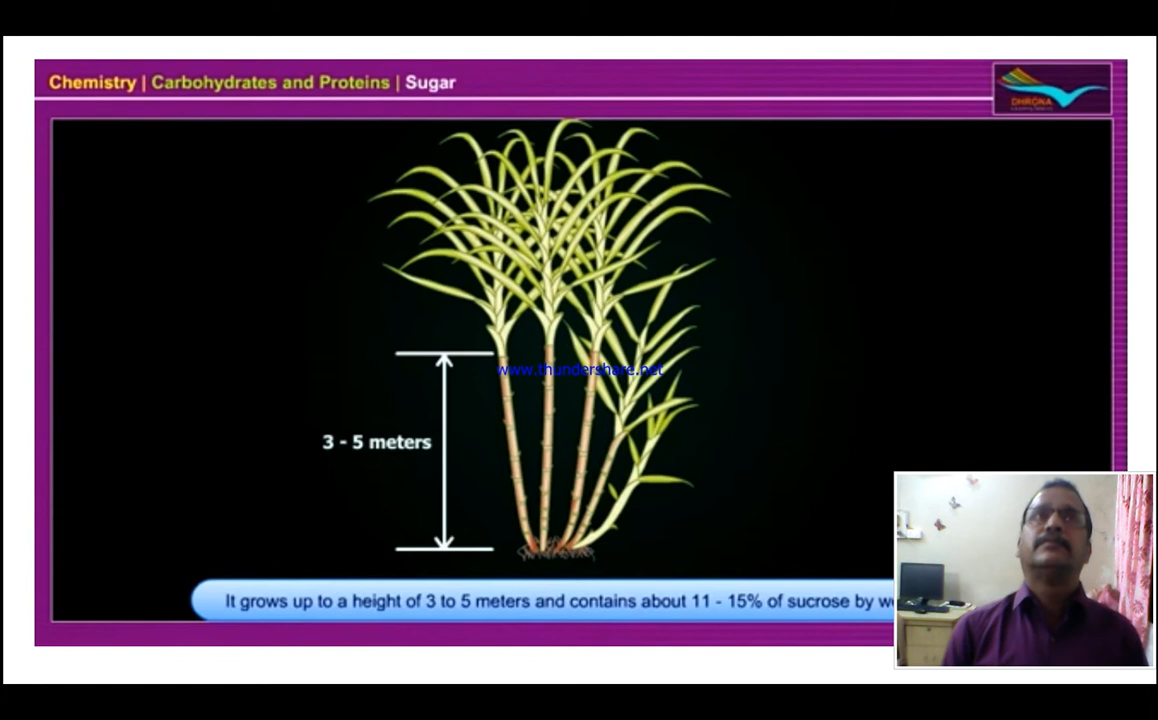 Chemistry | Carbohydrates and Proteins | Sugar
DHRONA
www.thundershare.net
3 - 5 meters
It grows up to a height of 3 to 5 meters and contains about 11 - 15% of sucrose by